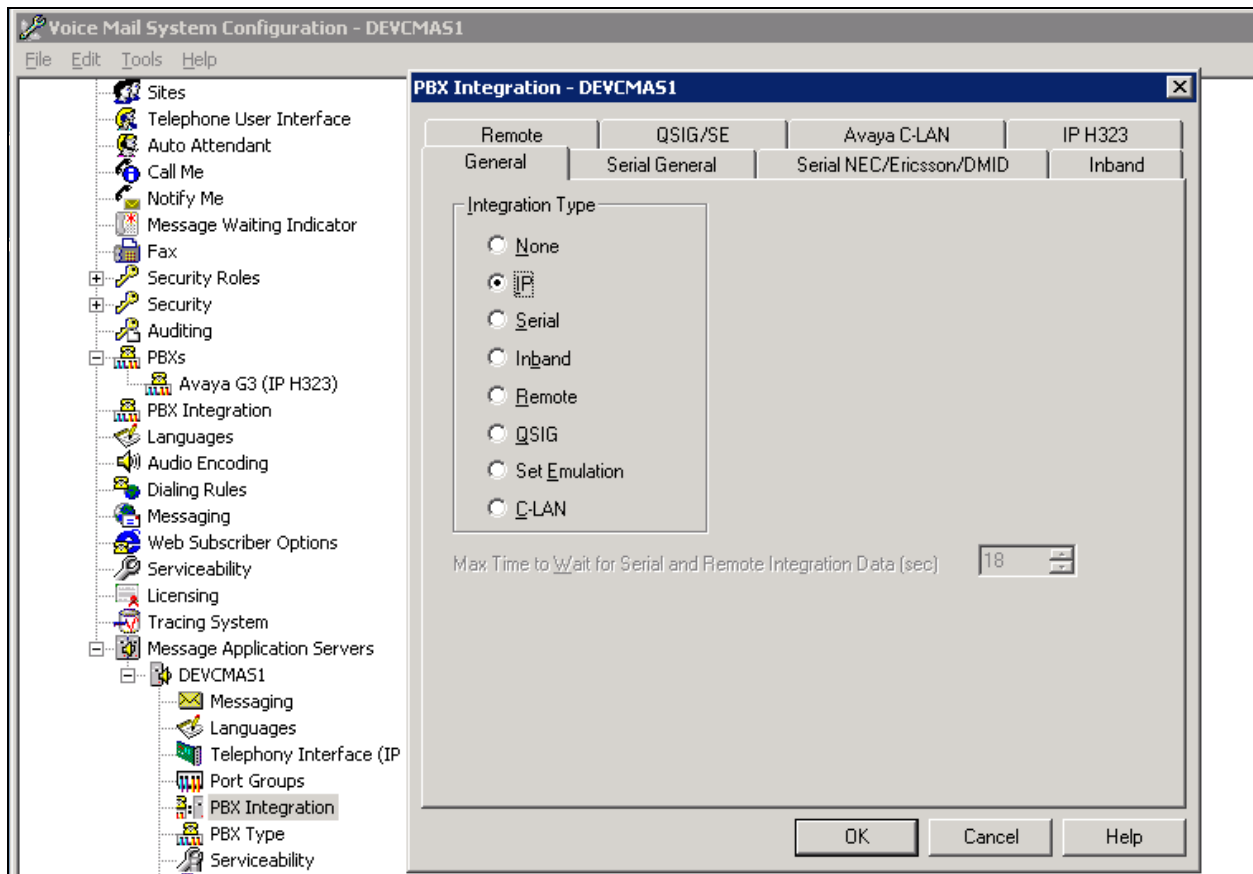 Voice Mail System Configuration - DEVCMAS1
File Edit Tools Help
Sites
Telephone User Interface
Auto Attendant
Call Me
Notify Me
Message Waiting Indicator
Fax
Security Roles
Security
Auditing
PBXs
Avaya G3 (IP H323)
PBX Integration
Languages
Audio Encoding
Dialing Rules
Messaging
Web Subscriber Options
Serviceability
Licensing
Tracing System
Message Application Servers
DEVCMAS1
Messaging
Languages
Telephony Interface (IP
Port Groups
PBX Integration
PBX Type
Serviceability
PBX Integration - DEVCMAS1
Remote QSIG/SE Avaya C-LAN IP H323
General Serial General Serial NEC/Ericsson/DMID Inband
Integration Type
None
IP
Serial
Inband
Remote
QSIG
Set Emulation
C-LAN
Max Time to Wait for Serial and Remote Integration Data (sec) 18
OK Cancel Help